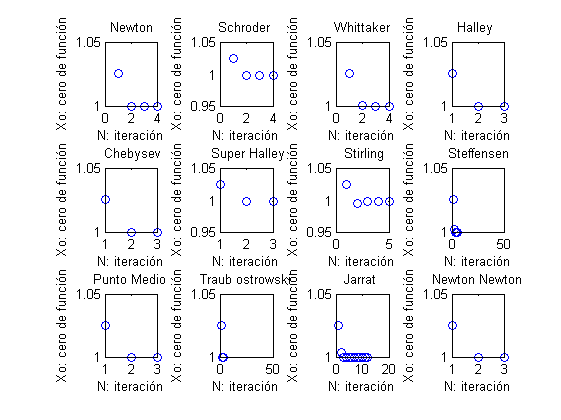 Newton
Schroder
Whittaker
Halley
Xo: cero de función
1.05
1
0 2 4
N: iteración
Xo: cero de función
1.05
1
0.95
0 2 4
N: iteración
Xo: cero de función
1.05
1
0 2 4
N: iteración
Xo: cero de función
1.05
1
1 2 3
N: iteración
Chebysev
Super Halley
Stirling
Steffensen
Xo: cero de función
1.05
1
1 2 3
N: iteración
Xo: cero de función
1.05
1
0.95
1 2 3
N: iteración
Xo: cero de función
1.05
1
0.95
0 5
N: iteración
Xo: cero de función
1.05
1
0 50
N: iteración
Punto Medio
Traub ostrowski
Jarrat
Newton Newton
Xo: cero de función
1.05
1
1 2 3
N: iteración
Xo: cero de función
1.05
1
0 50
N: iteración
Xo: cero de función
1.05
1
0 10 20
N: iteración
Xo: cero de función
1.05
1
1 2 3
N: iteración